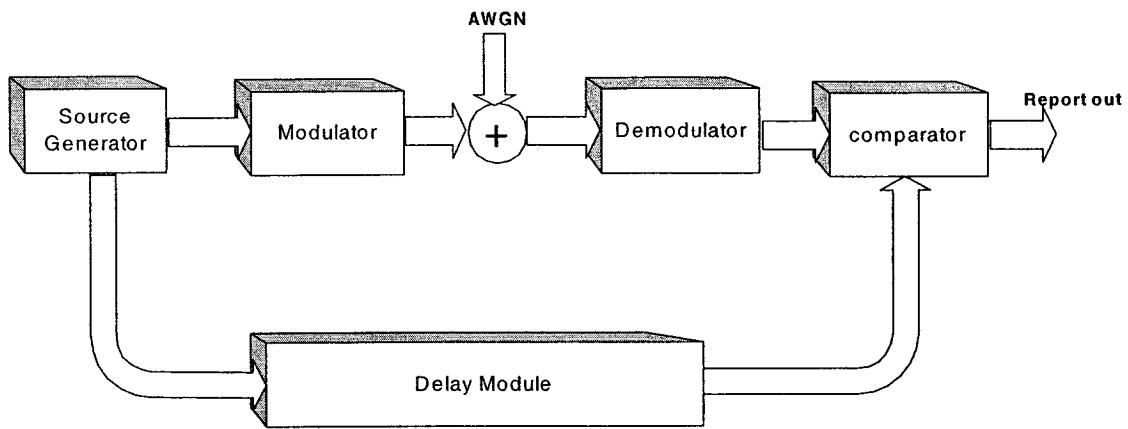 AWGN
Source
Generator
Modulator
+
Demodulator
comparator
Report out
Delay Module